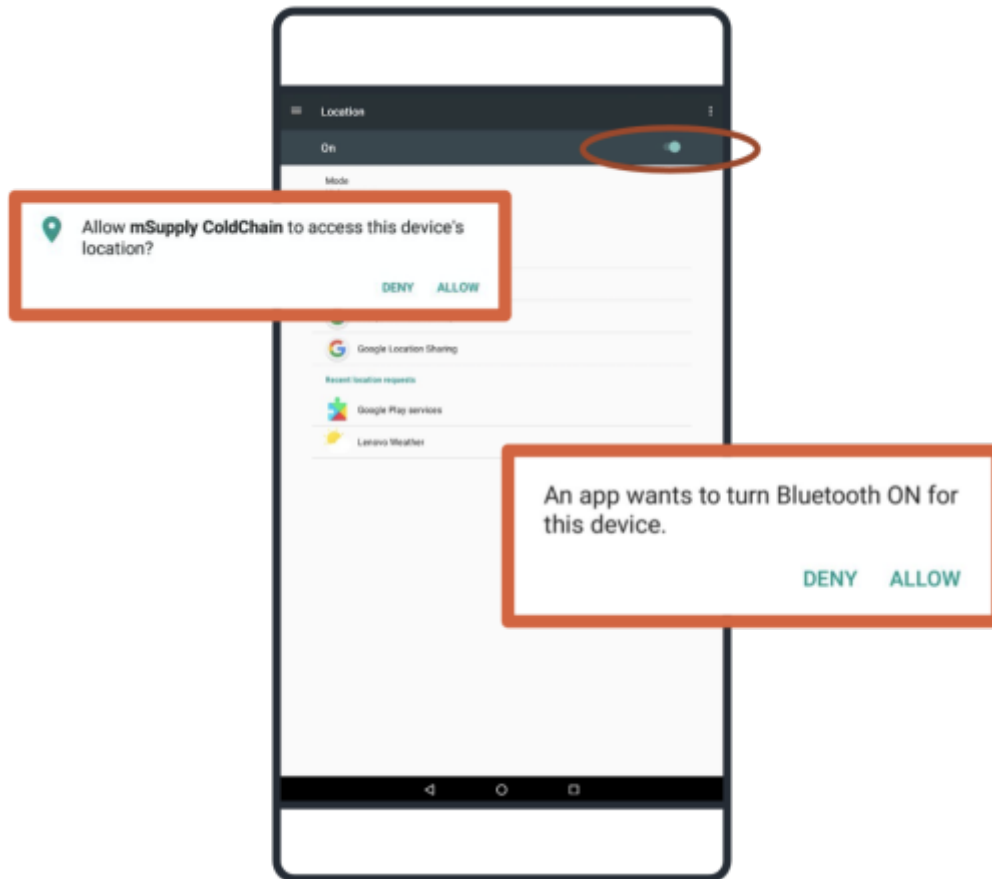 Location
On
Mode
Allow mSupply ColdChain to access this device's
location?
DENY ALLOW
Google Location Sharing
Recent location requests
Google Play services
Lenovo Weather
An app wants to turn Bluetooth ON for
this device.
DENY ALLOW